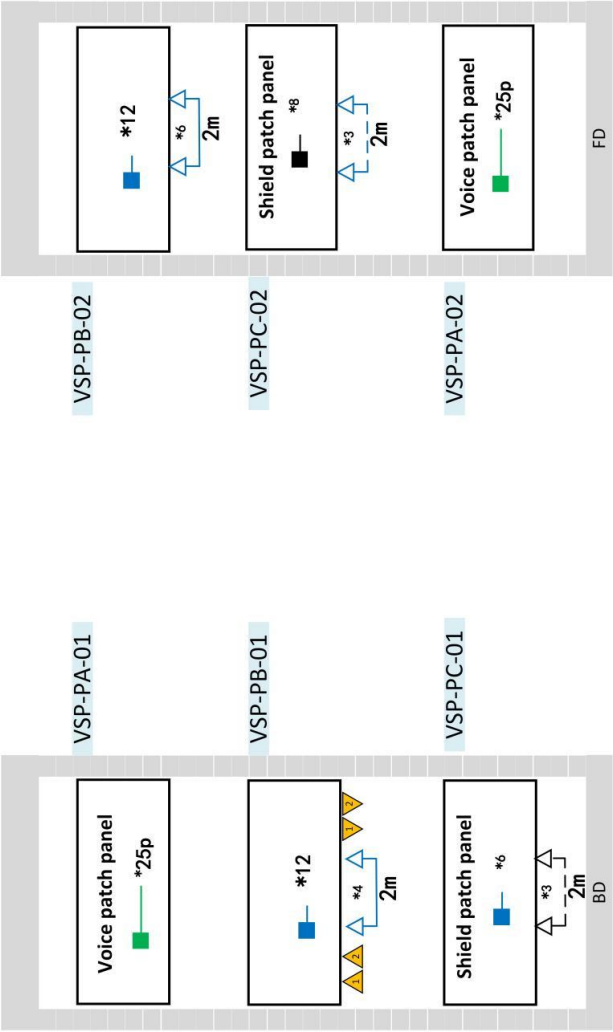 VSP-PA-01
VSP-PB-02
Voice patch panel
*25p
*12
*6
2m
VSP-PB-01
VSP-PC-02
*12
1 2 *4 1 2
2m
Shield patch panel
*8
*3
2m
VSP-PC-01
VSP-PA-02
Shield patch panel
*6
*3
2m
Voice patch panel
*25p
BD
FD